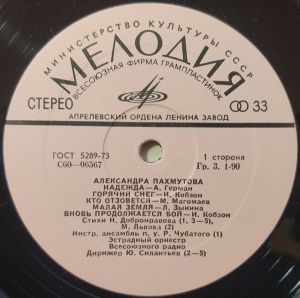 МИНИСТЕРСТВО КУЛЬТУРЫ СССР
МЕЛОДИЯ
ВСЕСОЮЗНАЯ ФИРМА ГРАМПЛАСТИНОК
СТЕРЕО
33
АПРЕЛЕВСКИЙ ОРДЕНА ЛЕНИНА ЗАВОД
ГОСТ 5289-73
С60—06567
1 сторона
Гр. 3. 1-90
АЛЕКСАНДРА ПАХМУТОВА
НАДЕЖДА—А. Герман
ГОРЯЧИЙ СНЕГ—И. Кобзон
КТО ОТЗОВЕТСЯ—М. Магомаев
МАЛАЯ ЗЕМЛЯ—Л. Зыкина
ВНОВЬ ПРОДОЛЖАЕТСЯ БОЙ—И. Кобзон
Стихи Н. Добронравова (1, 3—5),
М. Львова (2)
Инстр. ансамбль п. у. Р. Чубатого (1)
Эстрадный оркестр
Всесоюзного радио
Дирижер Ю. Силантьев (2—5)